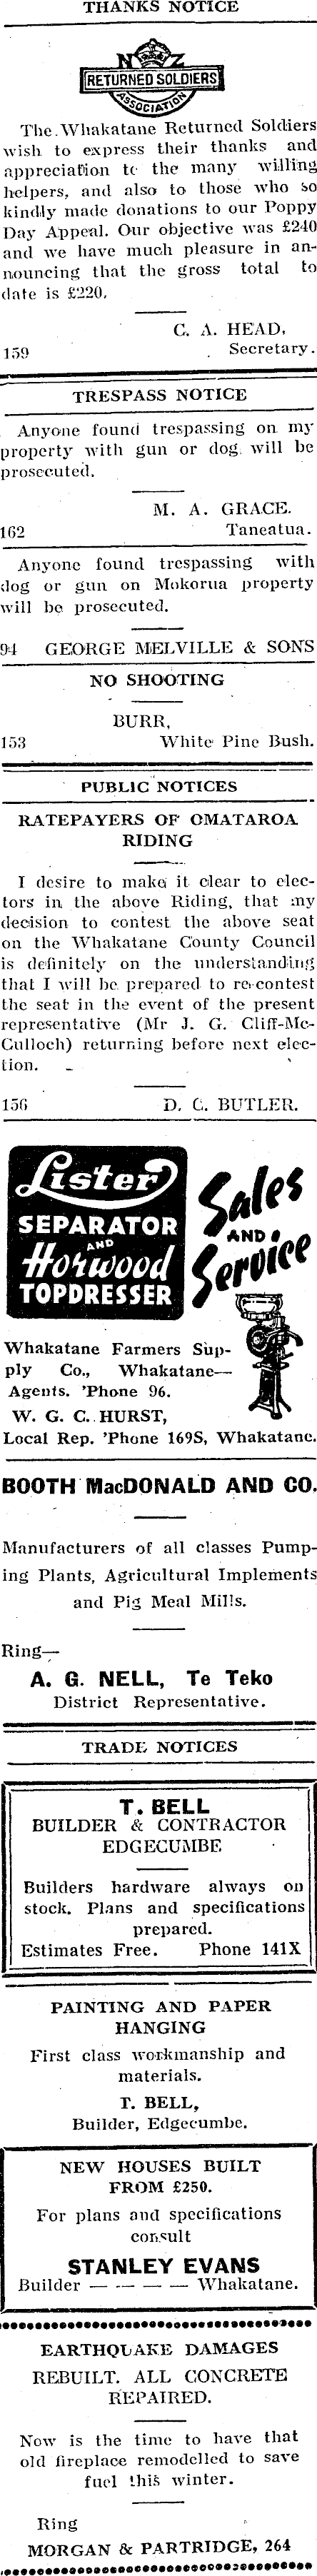 THANKS NOTICE
N Z
RETURNED SOLDIERS
ASSOCIATION
The Whakatane Returned Soldiers
wish to express their thanks and
appreciation to the many willing
helpers, and also to those who so
kindly made donations to our Poppy
Day Appeal. Our objective was £240
and we have much pleasure in an-
nouncing that the gross total to
date is £220.
C. A. HEAD,
159 Secretary.
TRESPASS NOTICE
Anyone found trespassing on my
property with gun or dog will be
prosecuted.
M. A. GRACE.
162 Taneatua.
Anyone found trespassing with
dog or gun on Mokorua property
will be prosecuted.
94 GEORGE MELVILLE & SONS
NO SHOOTING
BURR,
153 White Pine Bush.
PUBLIC NOTICES
RATEPAYERS OF OMATAROA
RIDING
I desire to make it clear to elec-
tors in the above Riding, that my
decision to contest the above seat
on the Whakatane County Council
is definitely on the understanding
that I will be prepared to re-contest
the seat in the event of the present
representative (Mr J. G. Cliff-Mc-
Culloch) returning before next elec-
tion.
156 D. C. BUTLER.
Lister
SEPARATOR
AND
Horwood
TOPDRESSER
Sales
AND
Service
Whakatane Farmers Sup-
ply Co., Whakatane—
Agents. 'Phone 96.
W. G. C. HURST,
Local Rep. 'Phone 169S, Whakatane.
BOOTH MacDONALD AND CO.
Manufacturers of all classes Pump-
ing Plants, Agricultural Implements
and Pig Meal Mills.
Ring—
A. G. NELL, Te Teko
District Representative.
TRADE NOTICES
T. BELL
BUILDER & CONTRACTOR
EDGECUMBE
Builders hardware always on
stock. Plans and specifications
prepared.
Estimates Free. Phone 141X
PAINTING AND PAPER
HANGING
First class workmanship and
materials.
T. BELL,
Builder, Edgecumbe.
NEW HOUSES BUILT
FROM £250.
For plans and specifications
consult
STANLEY EVANS
Builder — — — — Whakatane.
EARTHQUAKE DAMAGES
REBUILT. ALL CONCRETE
REPAIRED.
Now is the time to have that
old fireplace remodelled to save
fuel this winter.
Ring
MORGAN & PARTRIDGE, 264